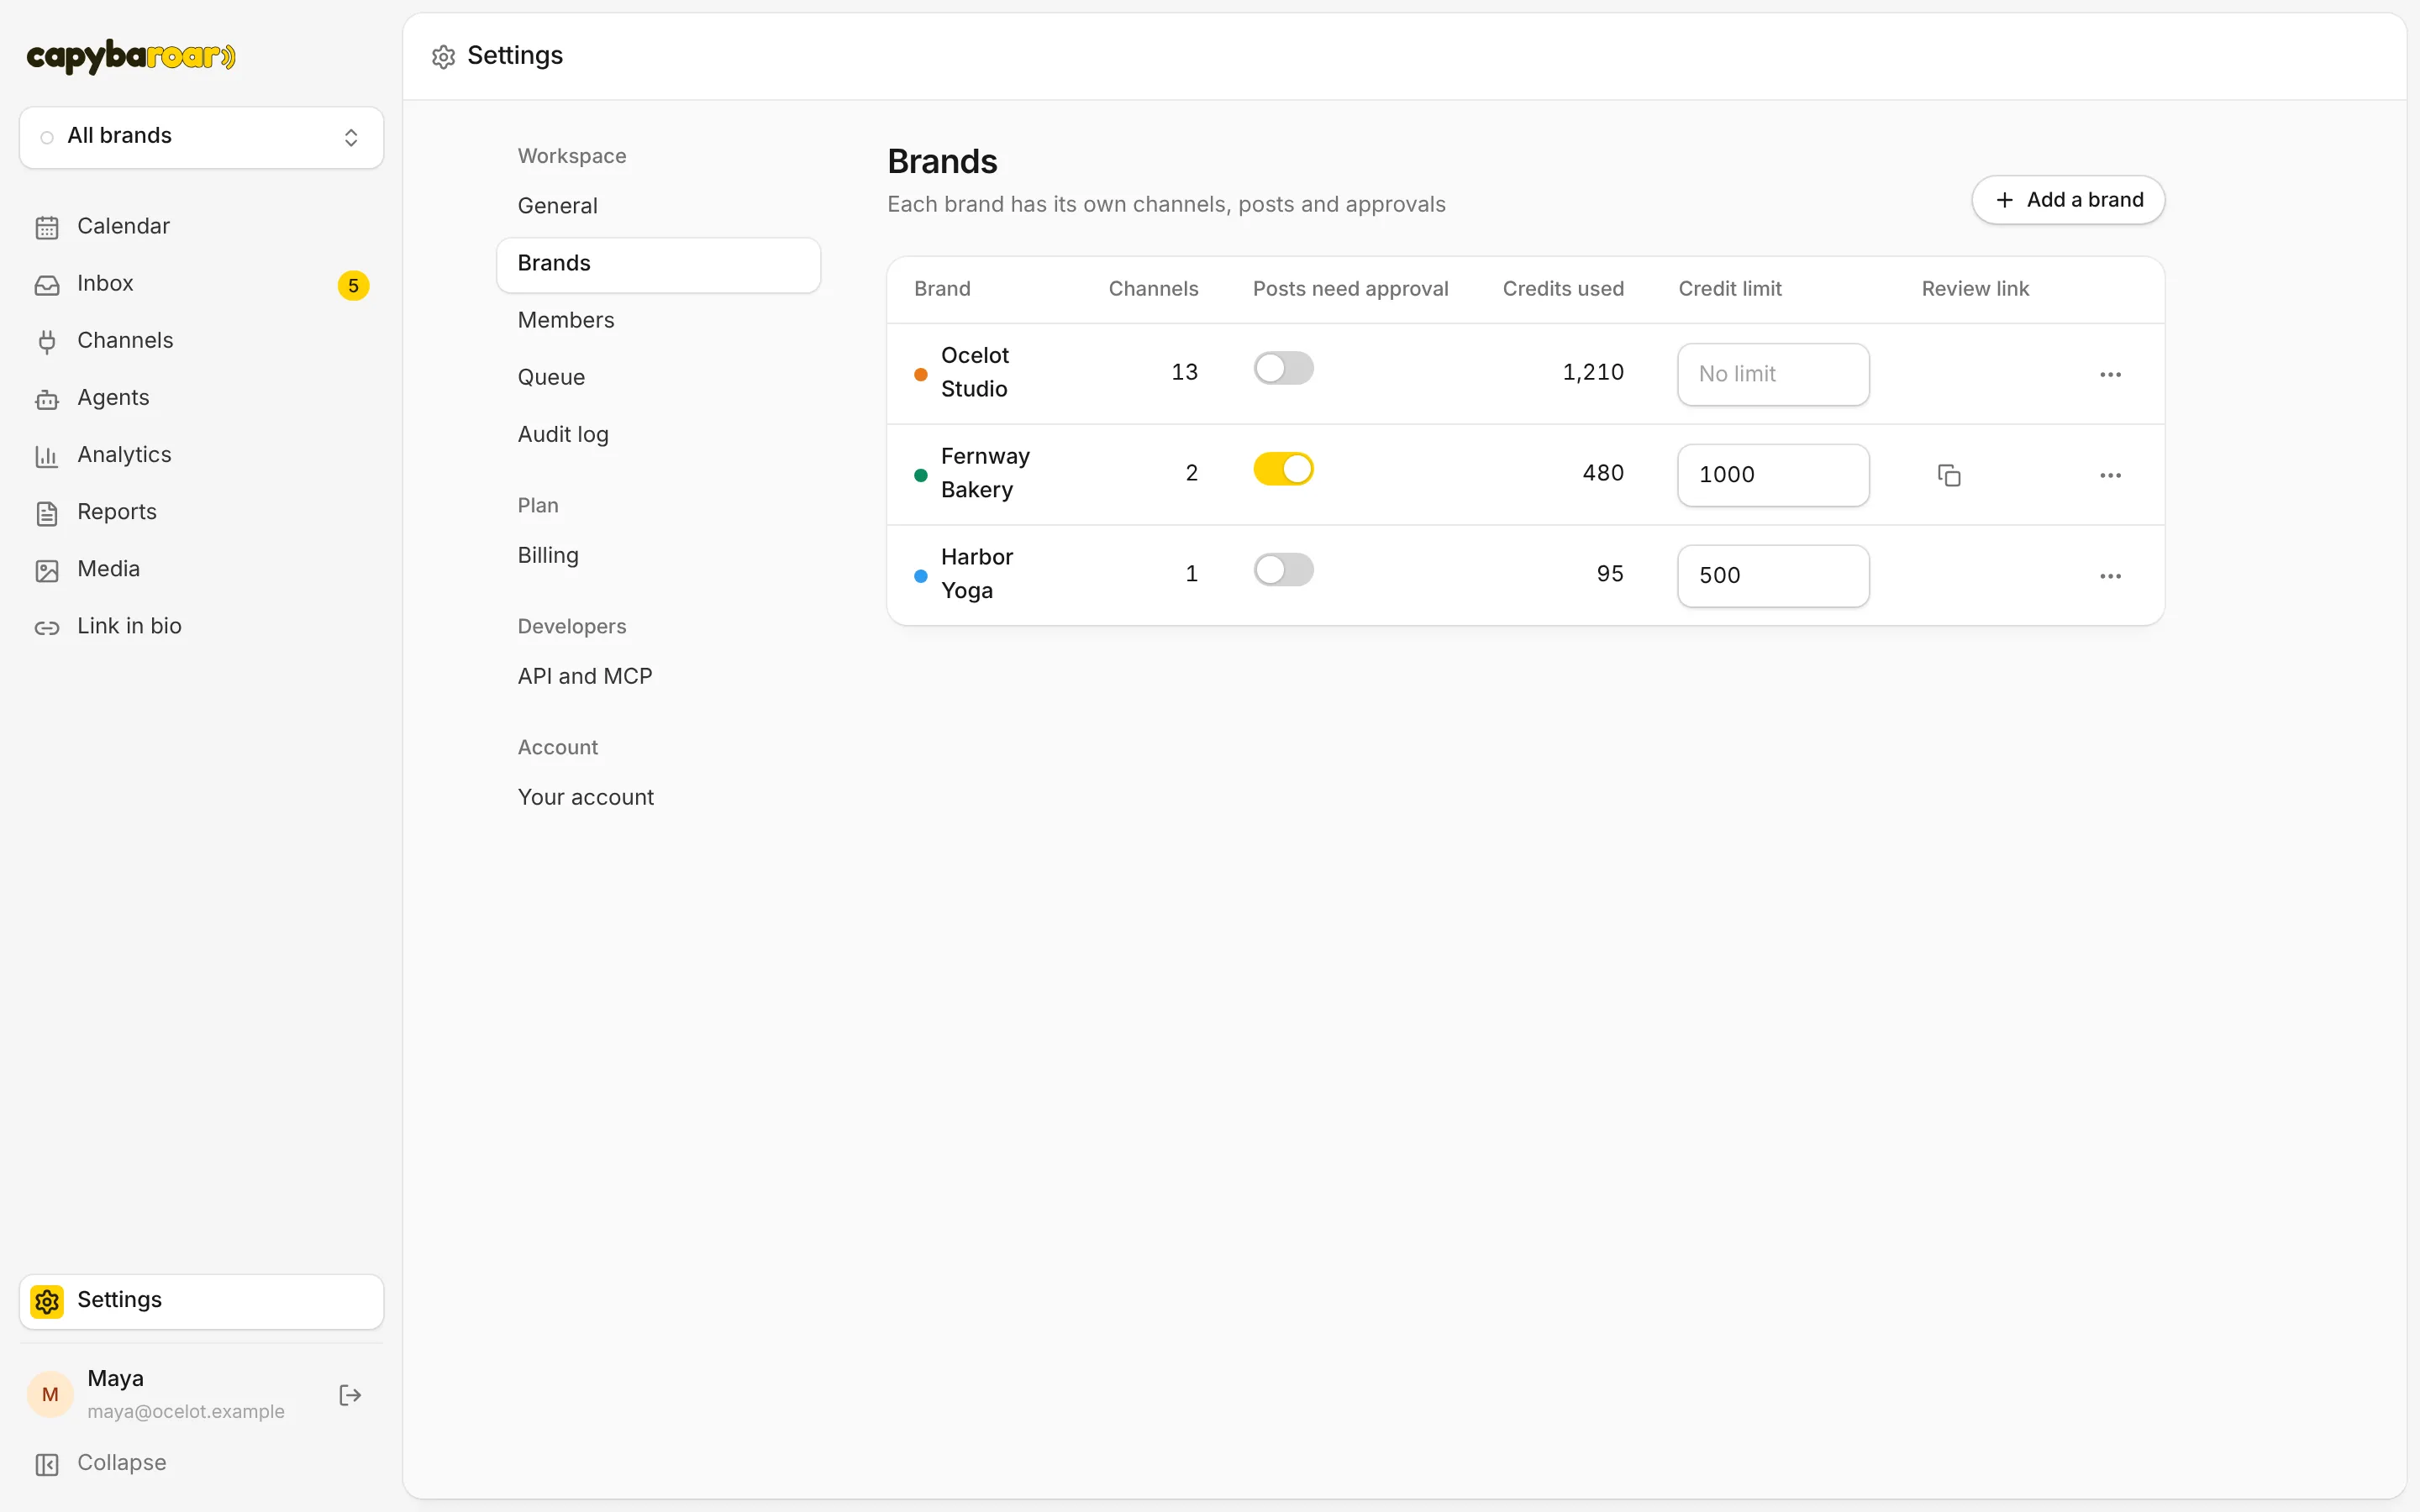 capybaroar
All brands
Calendar
Inbox
5
Channels
Agents
Analytics
Reports
Media
Link in bio
Settings
M
Maya
maya@ocelot.example
Collapse
Settings
Workspace
General
Brands
Members
Queue
Audit log
Plan
Billing
Developers
API and MCP
Account
Your account
Brands
Each brand has its own channels, posts and approvals
Add a brand
Brand Channels Posts need approval Credits used Credit limit Review link
Ocelot
Studio
13 1,210 No limit
Fernway
Bakery
2 480 1000
Harbor
Yoga
1 95 500